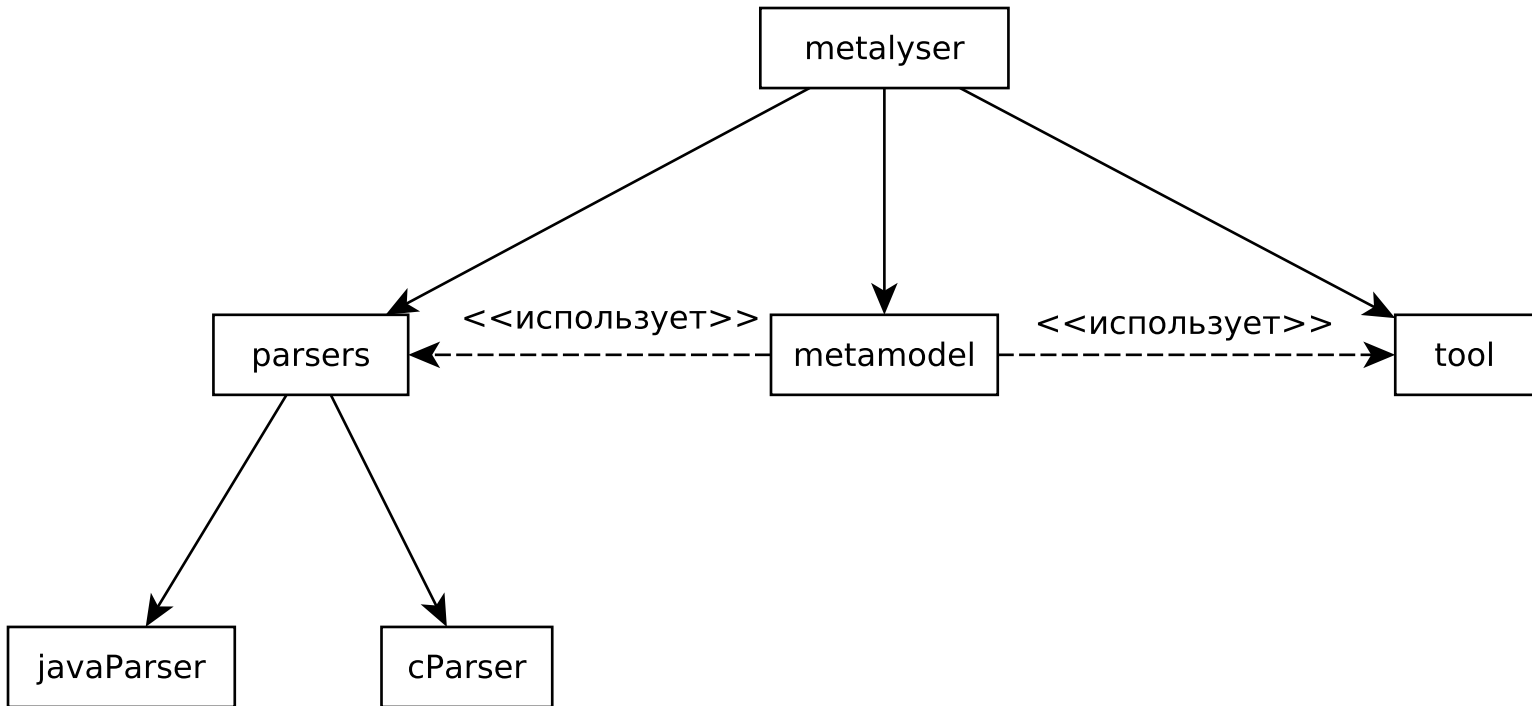 metalyser
<<использует>>
<<использует>>
parsers
metamodel
tool
javaParser
cParser